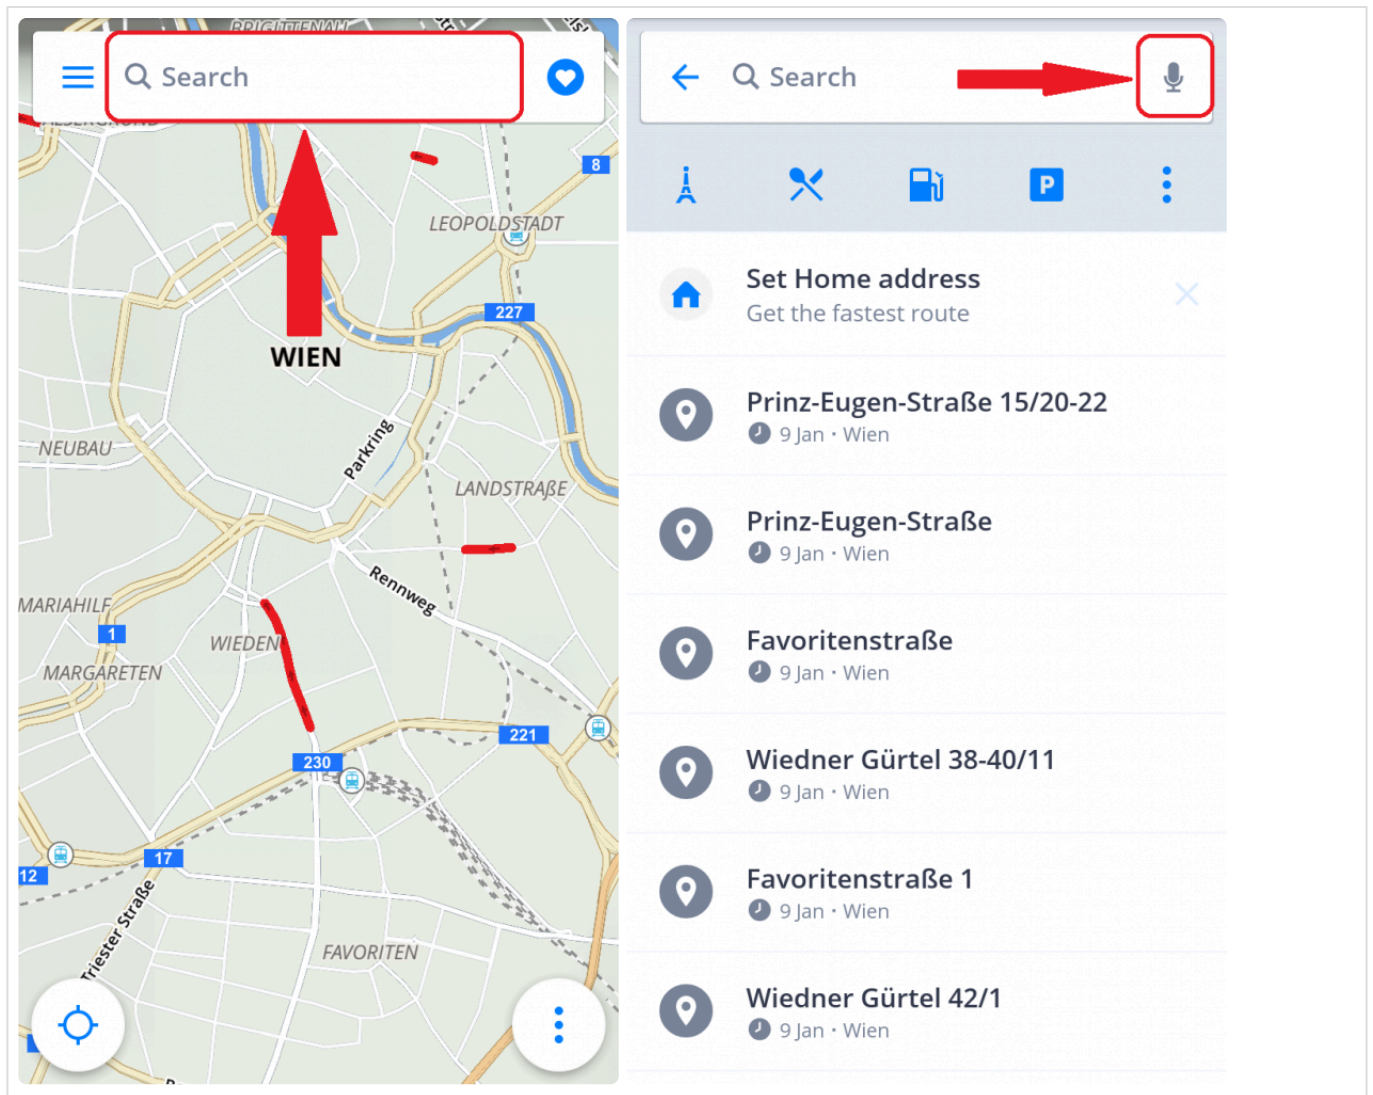 BRIGITTENAU
Search
ALSERGRUND
8
LEOPOLDSTADT
227
WIEN
NEUBAU
Parkring
LANDSTRAßE
Rennweg
MARIAHILF
1
WIEDEN
MARGARETEN
221
230
17
12
Triester Straße
FAVORITEN
Search
P
Set Home address
Get the fastest route
Prinz-Eugen-Straße 15/20-22
9 Jan · Wien
Prinz-Eugen-Straße
9 Jan · Wien
Favoritenstraße
9 Jan · Wien
Wiedner Gürtel 38-40/11
9 Jan · Wien
Favoritenstraße 1
9 Jan · Wien
Wiedner Gürtel 42/1
9 Jan · Wien